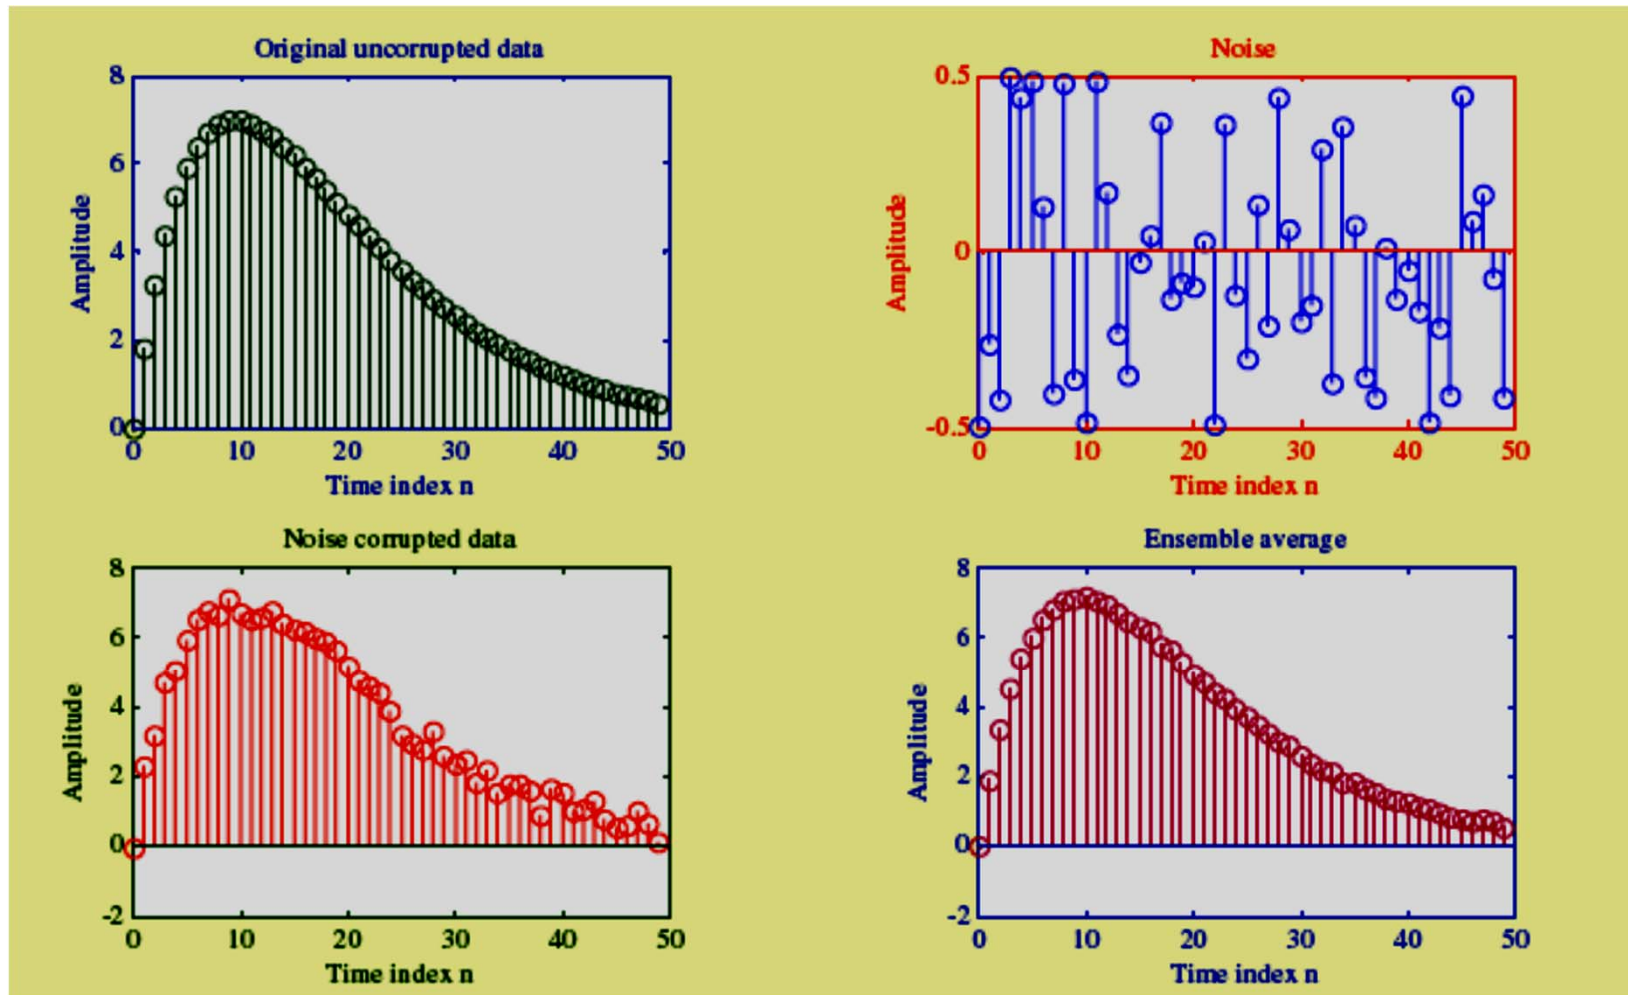 Original uncorrupted data
8
6
4
2
0
Amplitude
0 10 20 30 40 50
Time index n
Noise
0.5
0
-0.5
Amplitude
0 10 20 30 40 50
Time index n
Noise corrupted data
8
6
4
2
0
-2
Amplitude
0 10 20 30 40 50
Time index n
Ensemble average
8
6
4
2
0
-2
Amplitude
0 10 20 30 40 50
Time index n